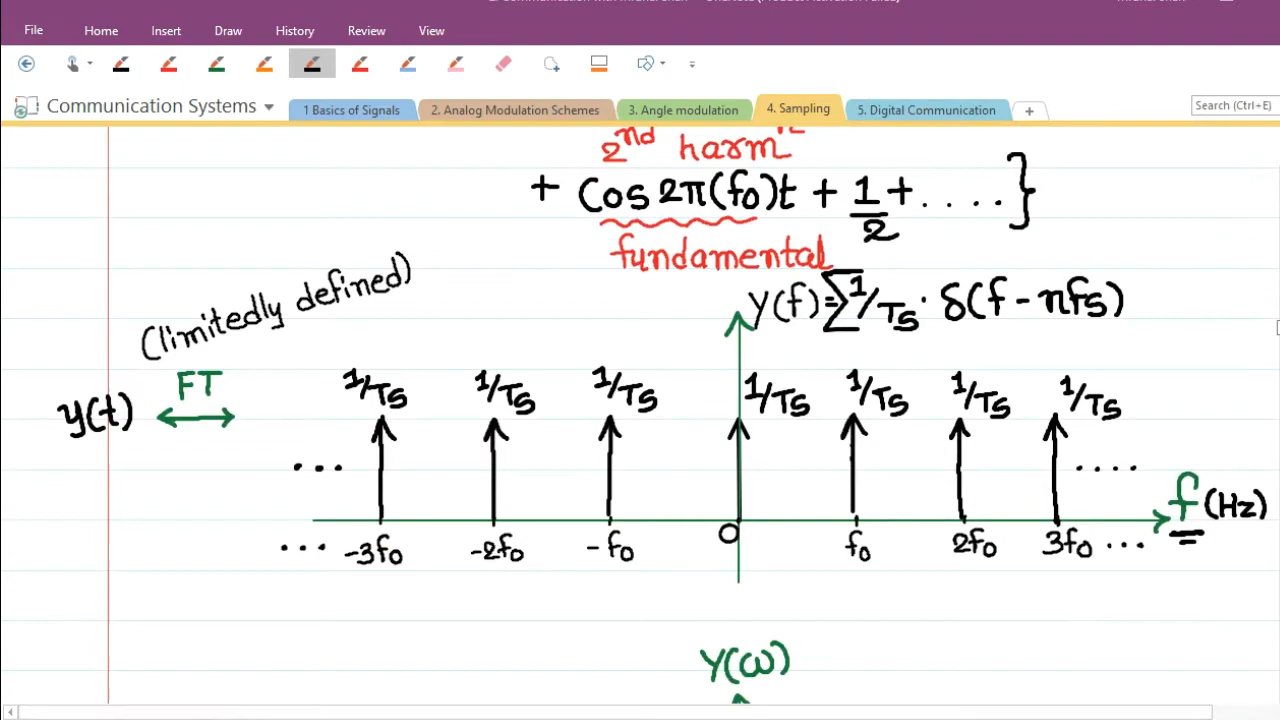 File Home Insert Draw History Review View
Communication Systems 1 Basics of Signals 2. Analog Modulation Schemes 3. Angle modulation 4. Sampling 5. Digital Communication + Search (Ctrl+E)
2nd harm
+ Cos2π(f0)t + 1/2 + .... }
fundamental
(limitedly defined)
Y(f)=∑1/Ts · δ(f - nfs)
FT
1/Ts 1/Ts 1/Ts 1/Ts 1/Ts 1/Ts 1/Ts
y(t)
... ....
f (Hz)
... -3f0 -2f0 -f0 0 f0 2f0 3f0 ...
Y(ω)